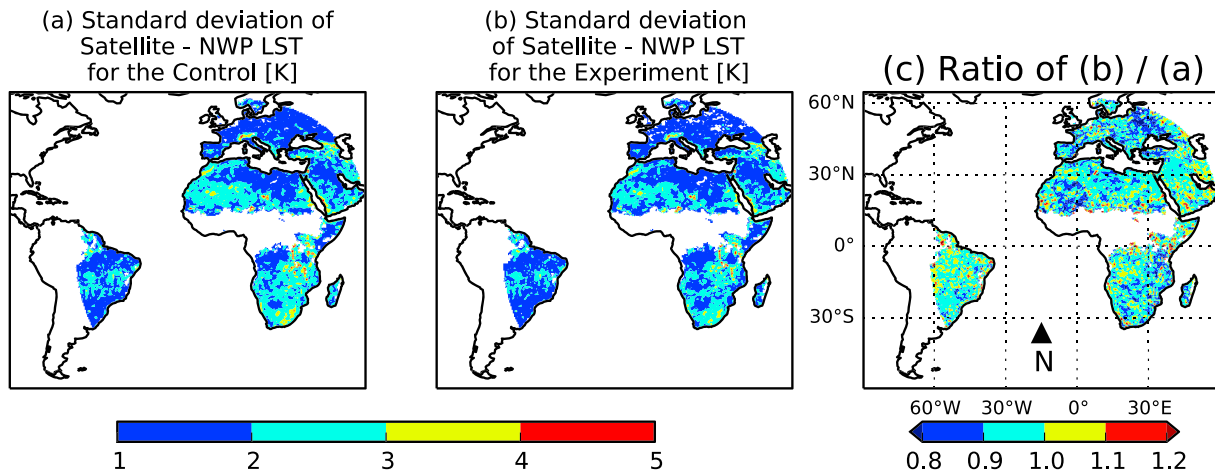 (a) Standard deviation of
Satellite - NWP LST
for the Control [K]
(b) Standard deviation
of Satellite - NWP LST
for the Experiment [K]
(c) Ratio of (b) / (a)
60°N
30°N
0°
30°S
N
60°W 30°W 0° 30°E
1 2 3 4 5
0.8 0.9 1.0 1.1 1.2